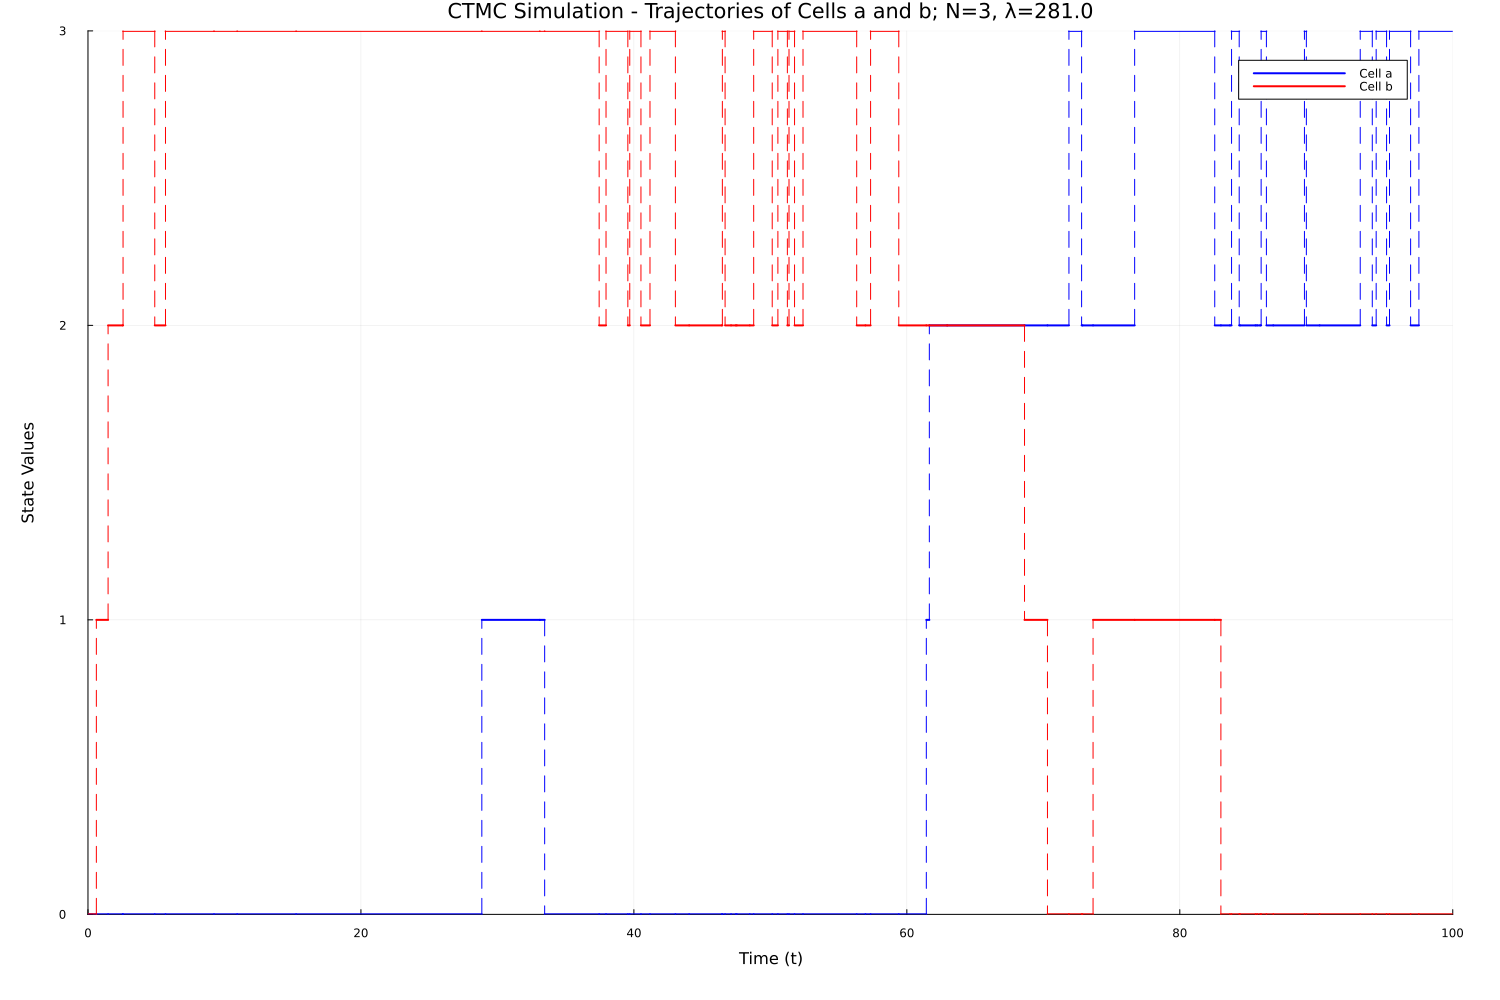 CTMC Simulation - Trajectories of Cells a and b; N=3, λ=281.0
3
Cell a
Cell b
2
State Values
1
0
0 20 40 60 80 100
Time (t)